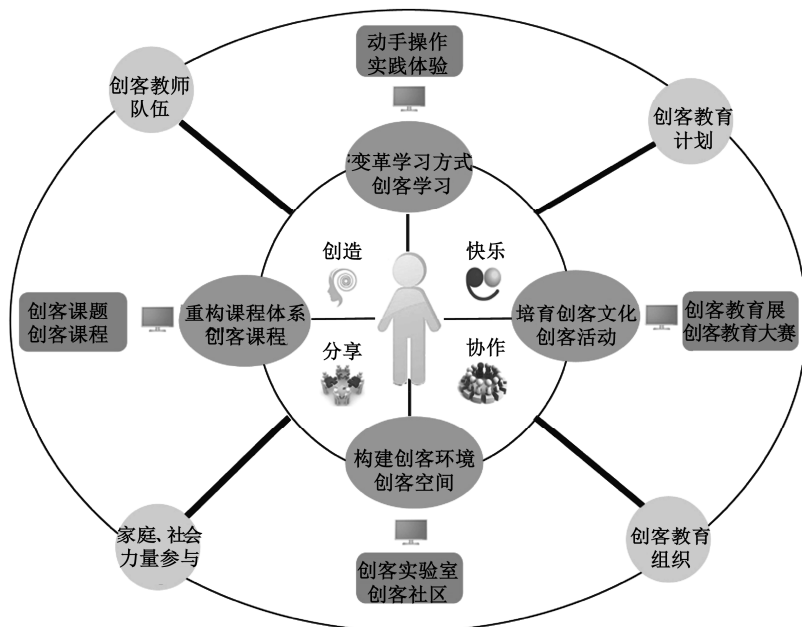 动手操作
实践体验
创客教师
队伍
创客教育
计划
变革学习方式
创客学习
创造
快乐
创客课题
创客课程
重构课程体系
创客课程
培育创客文化
创客活动
创客教育展
创客教育大赛
分享
协作
构建创客环境
创客空间
家庭、社会
力量参与
创客教育
组织
创客实验室
创客社区